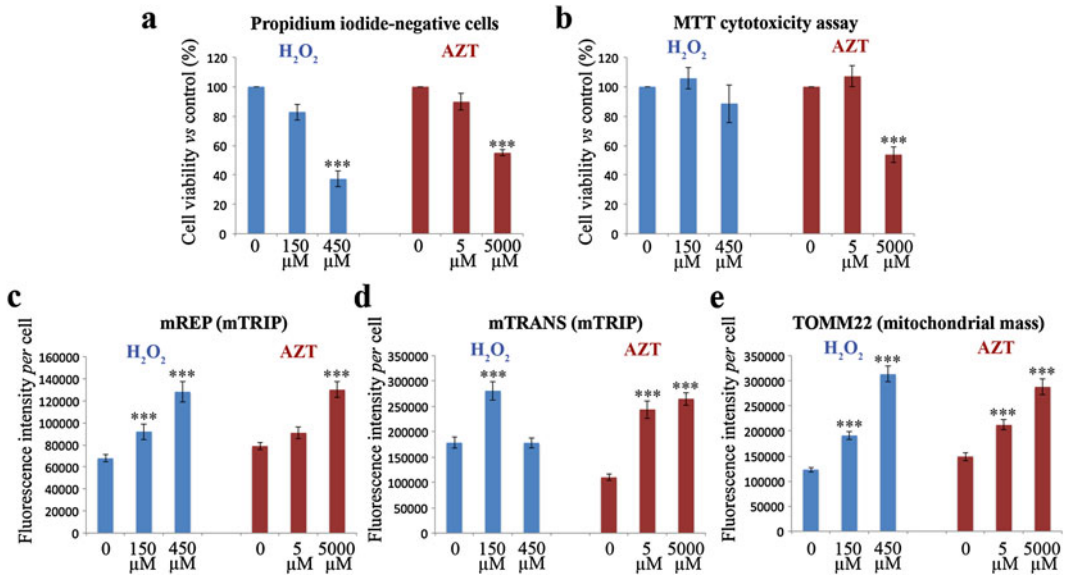 a
Propidium iodide-negative cells
H₂O₂
AZT
Cell viability vs control (%)
120
100
80
60
40
20
0
***
***
0
150
µM
450
µM
0
5
µM
5000
µM
b
MTT cytotoxicity assay
H₂O₂
AZT
Cell viability vs control (%)
120
100
80
60
40
20
0
***
0
150
µM
450
µM
0
5
µM
5000
µM
c
mREP (mTRIP)
H₂O₂
AZT
Fluorescence intensity per cell
160000
140000
120000
100000
80000
60000
40000
20000
0
***
***
***
0
150
µM
450
µM
0
5
µM
5000
µM
d
mTRANS (mTRIP)
H₂O₂
AZT
Fluorescence intensity per cell
350000
300000
250000
200000
150000
100000
50000
0
***
***
***
0
150
µM
450
µM
0
5
µM
5000
µM
e
TOMM22 (mitochondrial mass)
H₂O₂
AZT
Fluorescence intensity per cell
350000
300000
250000
200000
150000
100000
50000
0
***
***
***
***
0
150
µM
450
µM
0
5
µM
5000
µM